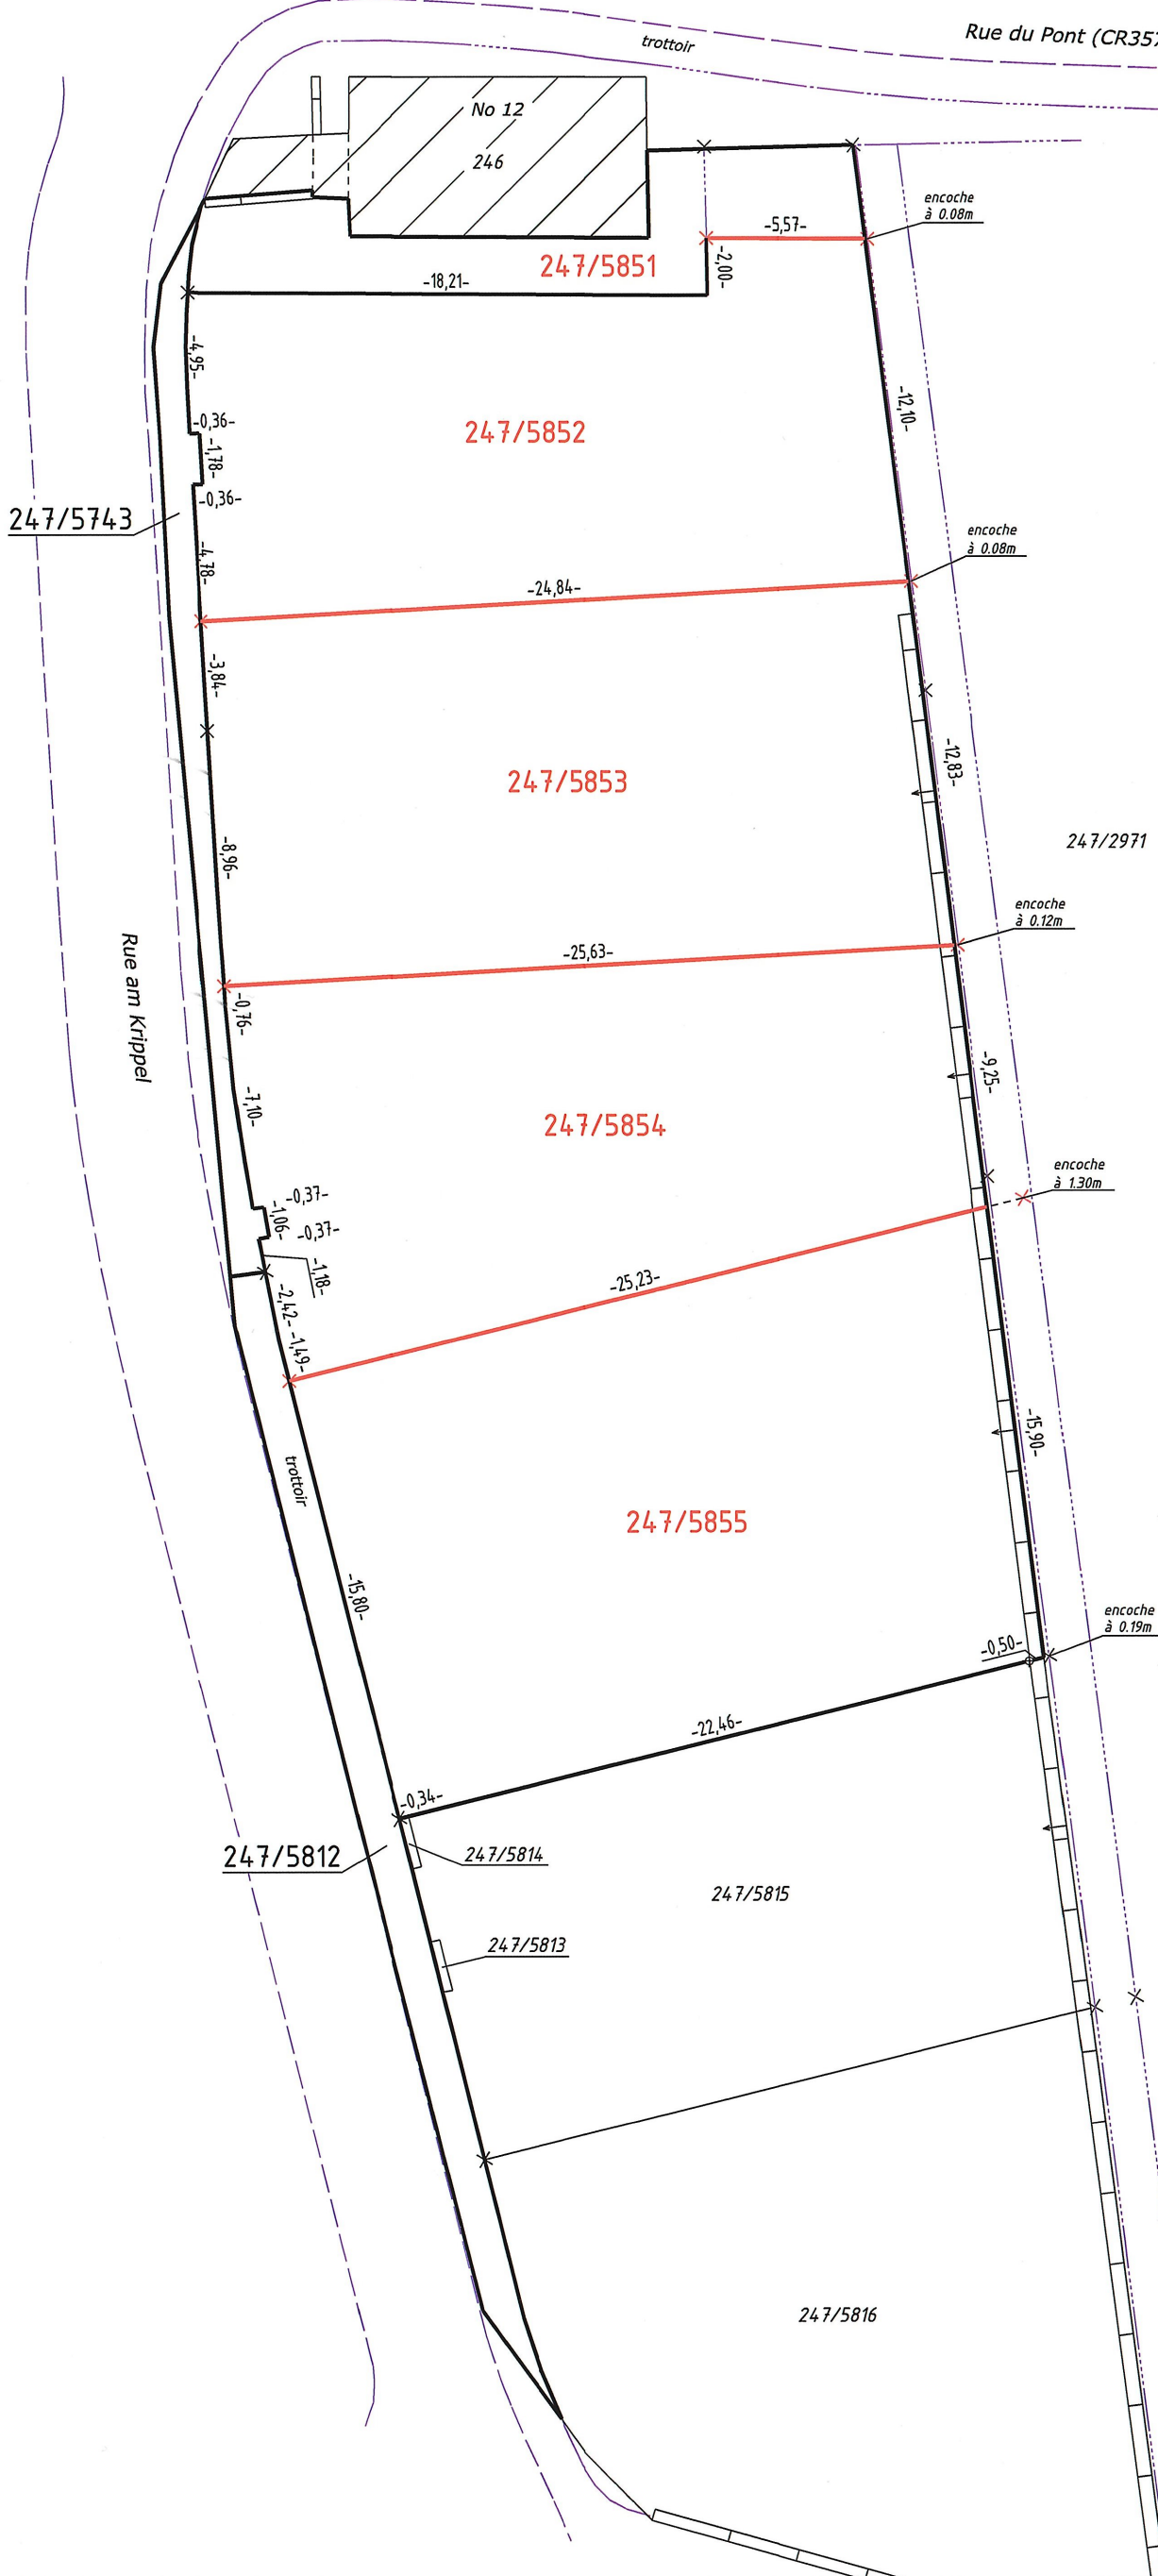 Rue du Pont (CR357
trottoir
No 12
246
encoche
à 0.08m
-5,57-
-2,00-
247/5851
-18,21-
-4,95-
-12,10-
-0,36-
247/5852
-1,78-
-0,36-
247/5743
encoche
à 0.08m
-4,78-
-24,84-
-3,84-
-12,83-
247/5853
-8,96-
247/2971
encoche
à 0.12m
-25,63-
Rue am Krippel
-0,76-
-9,25-
-7,10-
247/5854
encoche
à 1.30m
-0,37-
-1,06-
-0,37-
-1,18-
-25,23-
-2,42-
-1,49-
-15,90-
trottoir
247/5855
-15,80-
encoche
à 0.19m
-0,50-
-22,46-
-0,34-
247/5812
247/5814
247/5815
247/5813
247/5816